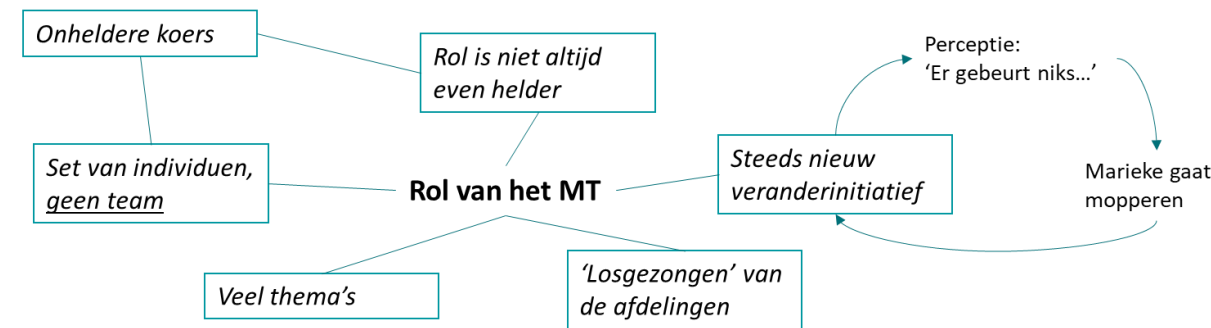 Onheldere koers
Rol is niet altijd
even helder
Perceptie:
‘Er gebeurt niks…’
Set van individuen,
geen team
Rol van het MT
Steeds nieuw
veranderinitiatief
Marieke gaat
mopperen
Veel thema’s
‘Losgezongen’ van
de afdelingen